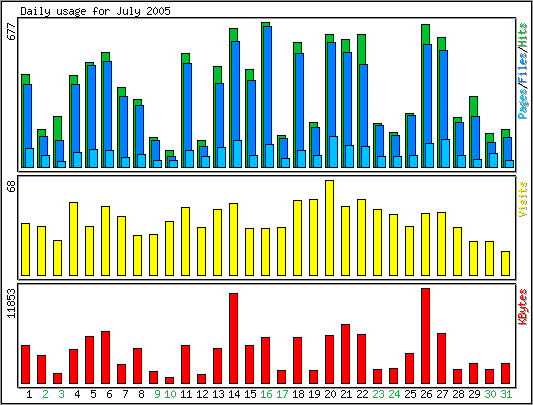 Daily usage for July 2005
677
Pages/Files/Hits
68
Visits
11853
KBytes
1 2 3 4 5 6 7 8 9 10 11 12 13 14 15 16 17 18 19 20 21 22 23 24 25 26 27 28 29 30 31